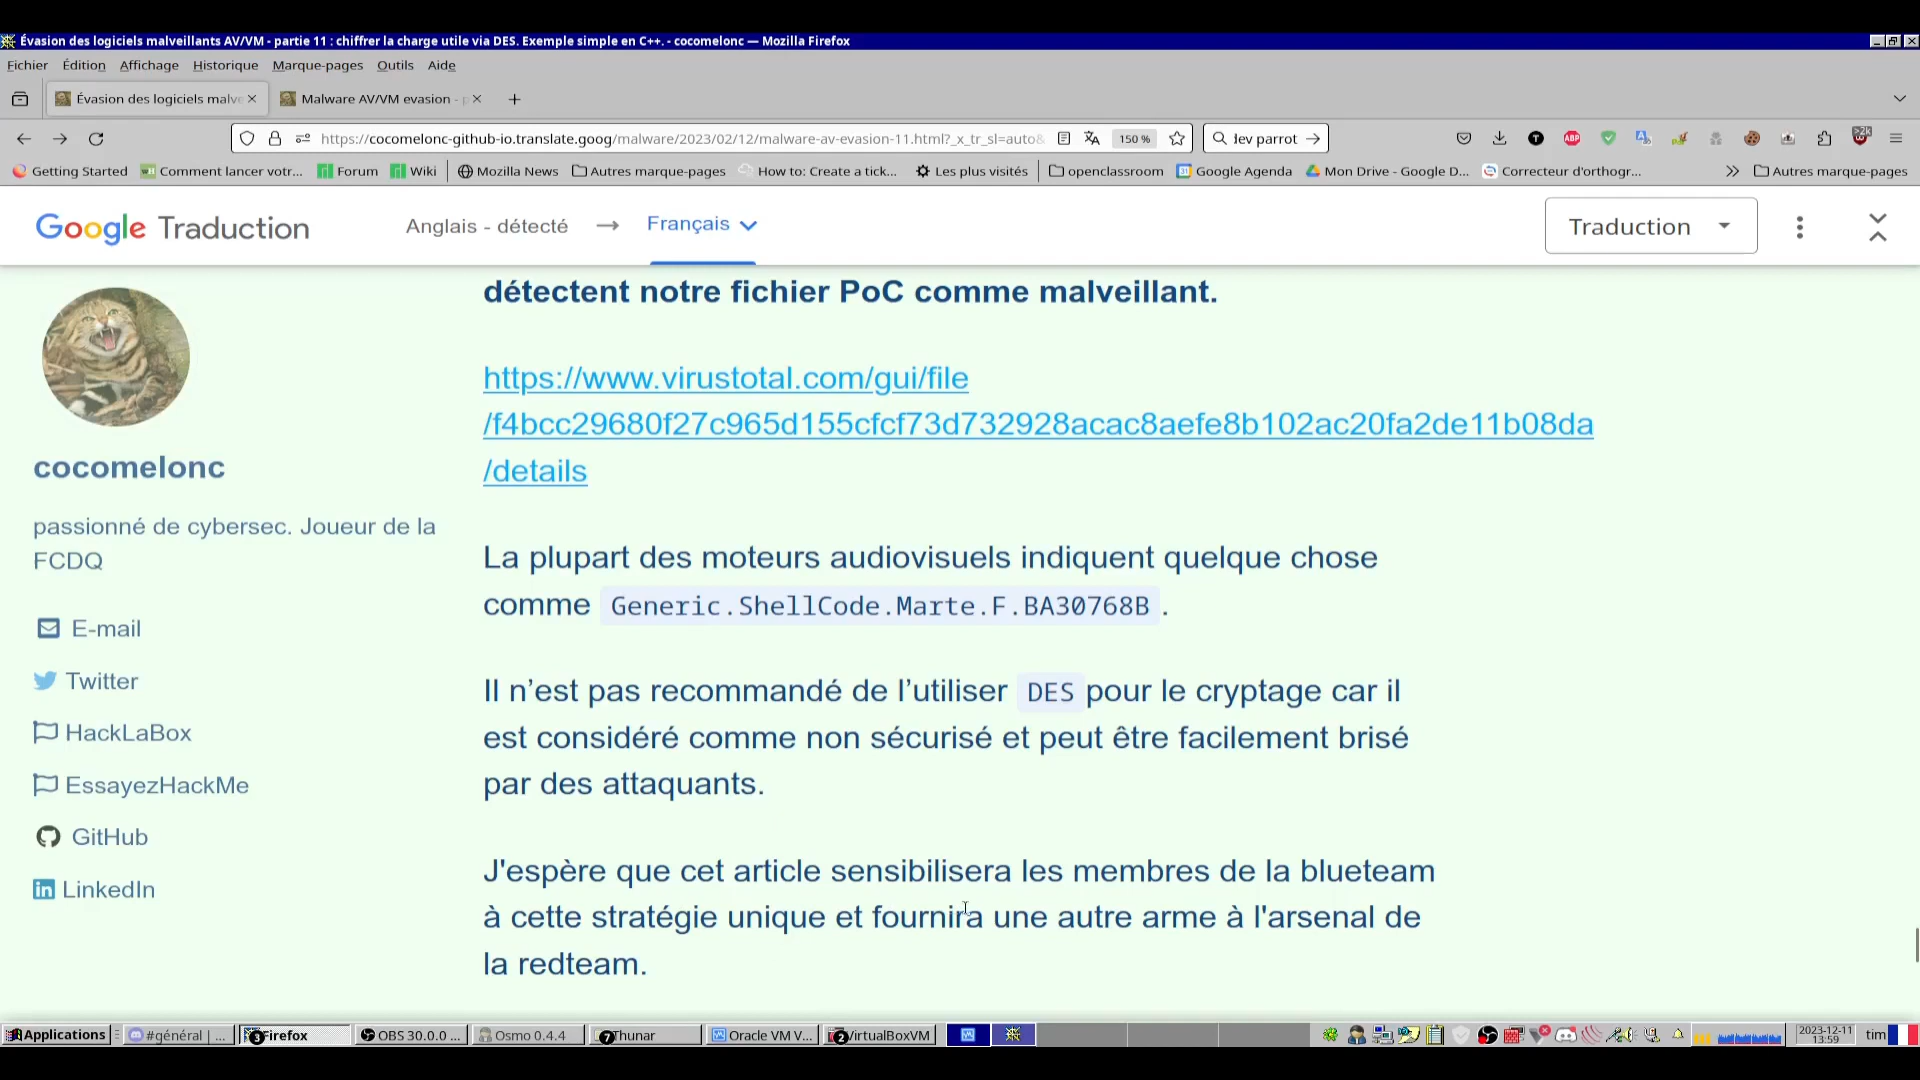 Évasion des logiciels malveillants AV/VM - partie 11 : chiffrer la charge utile via DES. Exemple simple en C++. - cocomelonc — Mozilla Firefox
Fichier Édition Affichage Historique Marque-pages Outils Aide
Évasion des logiciels malve Malware AV/VM evasion - p
https://cocomelonc-github-io.translate.goog/malware/2023/02/12/malware-av-evasion-11.html?_x_tr_sl=auto& 150 % lev parrot
Getting Started Comment lancer votr... Forum Wiki Mozilla News Autres marque-pages How to: Create a tick... Les plus visités openclassroom Google Agenda Mon Drive - Google D... Correcteur d'orthogr... Autres marque-pages
Google Traduction Anglais - détecté → Français Traduction
détectent notre fichier PoC comme malveillant.
https://www.virustotal.com/gui/file
/f4bcc29680f27c965d155cfcf73d732928acac8aefe8b102ac20fa2de11b08da
/details
cocomelonc
passionné de cybersec. Joueur de la
FCDQ
E-mail
Twitter
HackLaBox
EssayezHackMe
GitHub
LinkedIn
La plupart des moteurs audiovisuels indiquent quelque chose
comme Generic.ShellCode.Marte.F.BA30768B .
Il n’est pas recommandé de l’utiliser DES pour le cryptage car il
est considéré comme non sécurisé et peut être facilement brisé
par des attaquants.
J'espère que cet article sensibilisera les membres de la blueteam
à cette stratégie unique et fournira une autre arme à l'arsenal de
la redteam.
Applications #général | ... 3 Firefox OBS 30.0.0 ... Osmo 0.4.4 7 Thunar Oracle VM V... 2 VirtualBoxVM 2023-12-11 tim
13:59